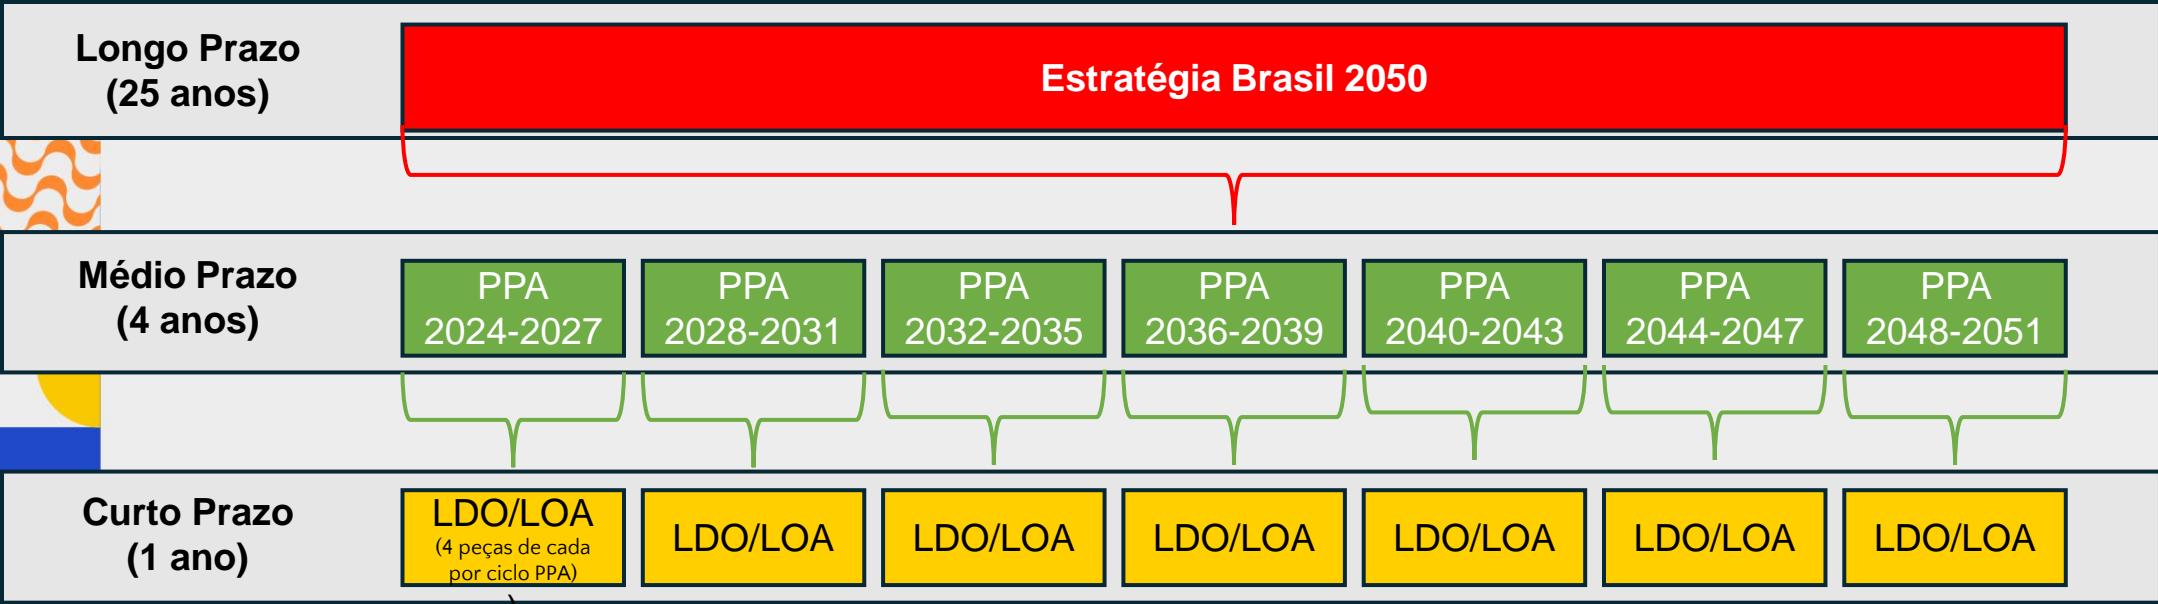 Longo Prazo
(25 anos)
Estratégia Brasil 2050
Médio Prazo
(4 anos)
PPA
2024-2027
PPA
2028-2031
PPA
2032-2035
PPA
2036-2039
PPA
2040-2043
PPA
2044-2047
PPA
2048-2051
Curto Prazo
(1 ano)
LDO/LOA
(4 peças de cada
por ciclo PPA)
)
LDO/LOA
LDO/LOA
LDO/LOA
LDO/LOA
LDO/LOA
LDO/LOA